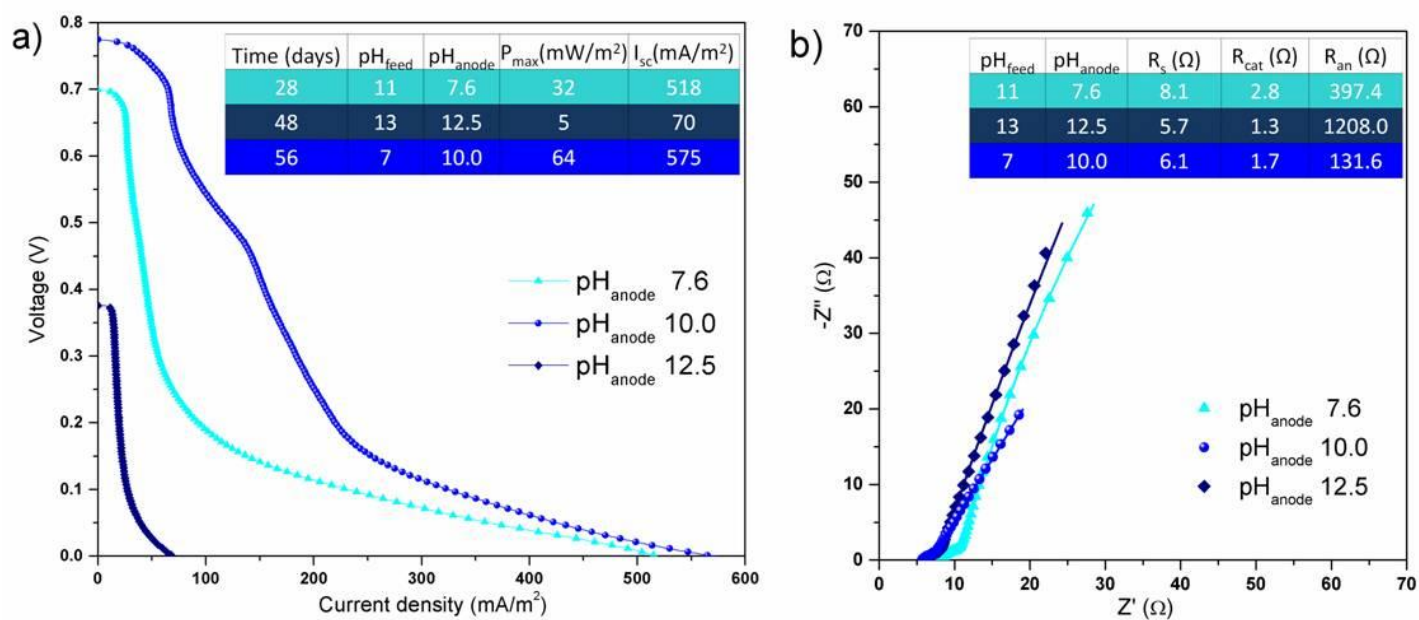 a)
Time (days) pH_feed pH_anode P_max(mW/m²) I_sc(mA/m²)
28 11 7.6 32 518
48 13 12.5 5 70
56 7 10.0 64 575
0.8
0.7
0.6
0.5
0.4
0.3
0.2
0.1
0.0
Voltage (V)
pH_anode 7.6
pH_anode 10.0
pH_anode 12.5
0 100 200 300 400 500 600
Current density (mA/m²)
b)
pH_feed pH_anode R_s (Ω) R_cat (Ω) R_an (Ω)
11 7.6 8.1 2.8 397.4
13 12.5 5.7 1.3 1208.0
7 10.0 6.1 1.7 131.6
70
60
50
40
30
20
10
0
-Z'' (Ω)
pH_anode 7.6
pH_anode 10.0
pH_anode 12.5
0 10 20 30 40 50 60 70
Z' (Ω)